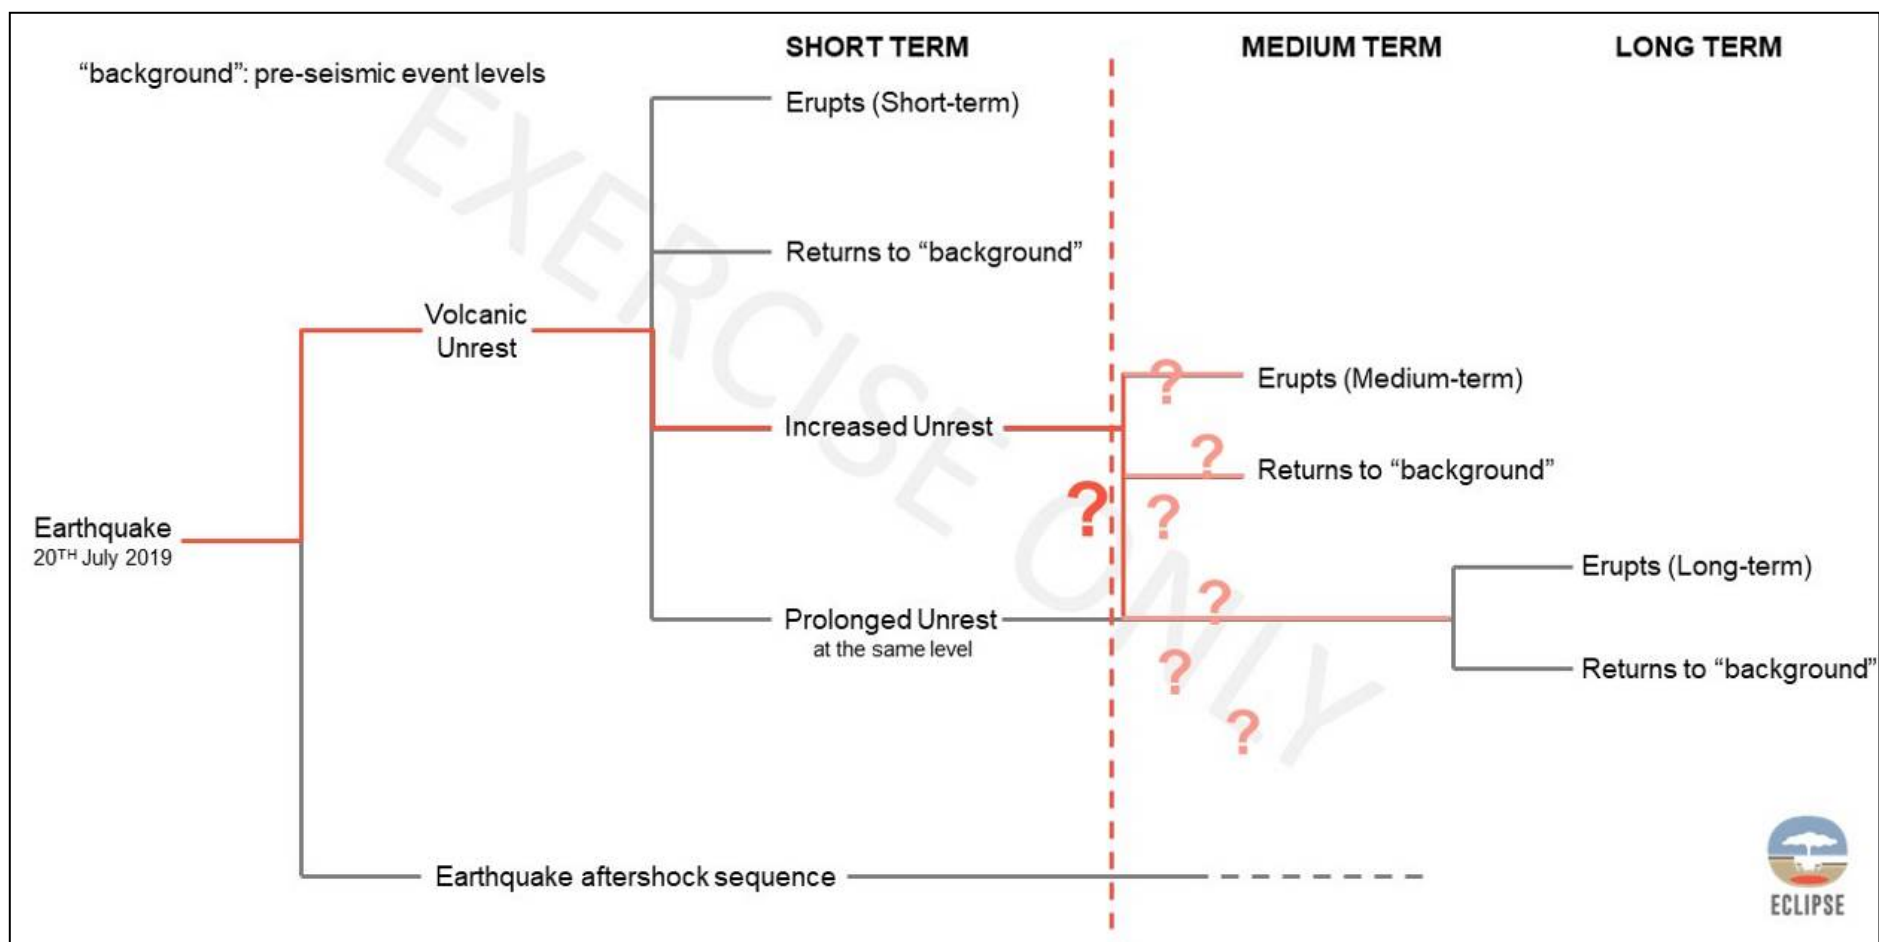 SHORT TERM
MEDIUM TERM
LONG TERM
“background”: pre-seismic event levels
Erupts (Short-term)
Returns to “background”
Volcanic
Unrest
Erupts (Medium-term)
?
Increased Unrest
?
Returns to “background”
?
?
Earthquake
20TH July 2019
Erupts (Long-term)
?
Prolonged Unrest
at the same level
?
Returns to “background”
?
Earthquake aftershock sequence
EXERCISE ONLY
ECLIPSE